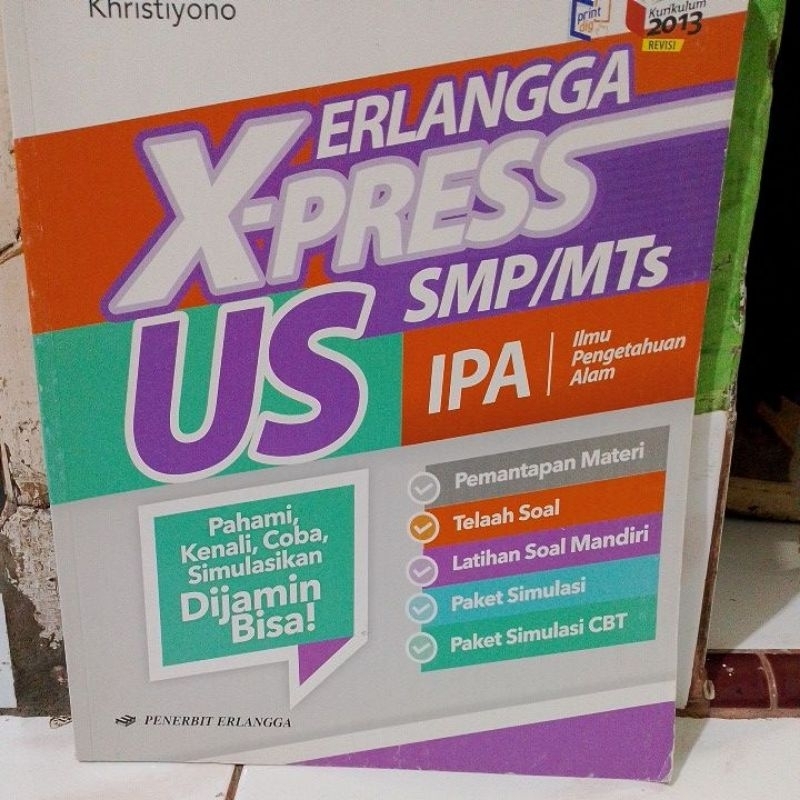 Khristiyono
print
dig
Kurikulum
2013
REVISI
ERLANGGA
X-PRESS
US
SMP/MTs
IPA
Ilmu
Pengetahuan
Alam
Pahami,
Kenali, Coba,
Simulasikan
Dijamin
Bisa!
Pemantapan Materi
Telaah Soal
Latihan Soal Mandiri
Paket Simulasi
Paket Simulasi CBT
PENERBIT ERLANGGA